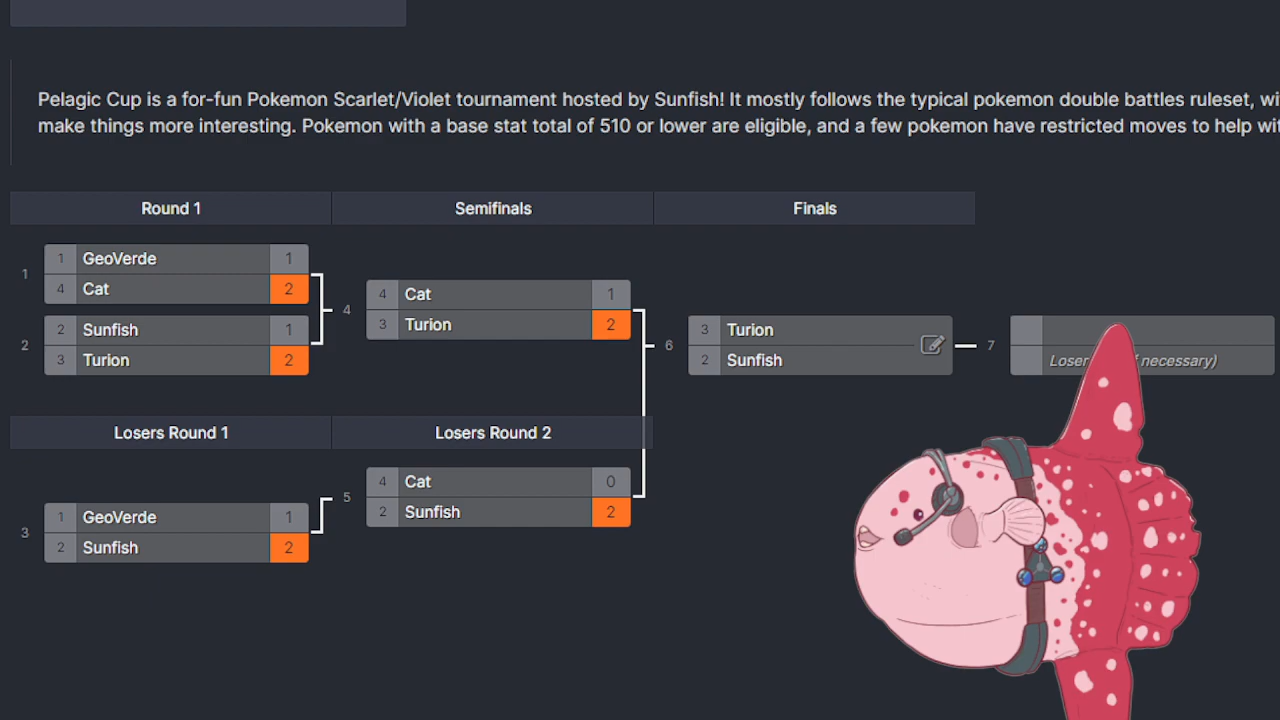 Pelagic Cup is a for-fun Pokemon Scarlet/Violet tournament hosted by Sunfish! It mostly follows the typical pokemon double battles ruleset,
make things more interesting. Pokemon with a base stat total of 510 or lower are eligible, and a few pokemon have restricted moves to help
Round 1 Semifinals Finals
1 1 GeoVerde 1
4 Cat 2
2 2 Sunfish 1
3 Turion 2
4 4 Cat 1
3 Turion 2
6 3 Turion
2 Sunfish
7
Loser necessary)
Losers Round 1 Losers Round 2
3 1 GeoVerde 1
2 Sunfish 2
5 4 Cat 0
2 Sunfish 2